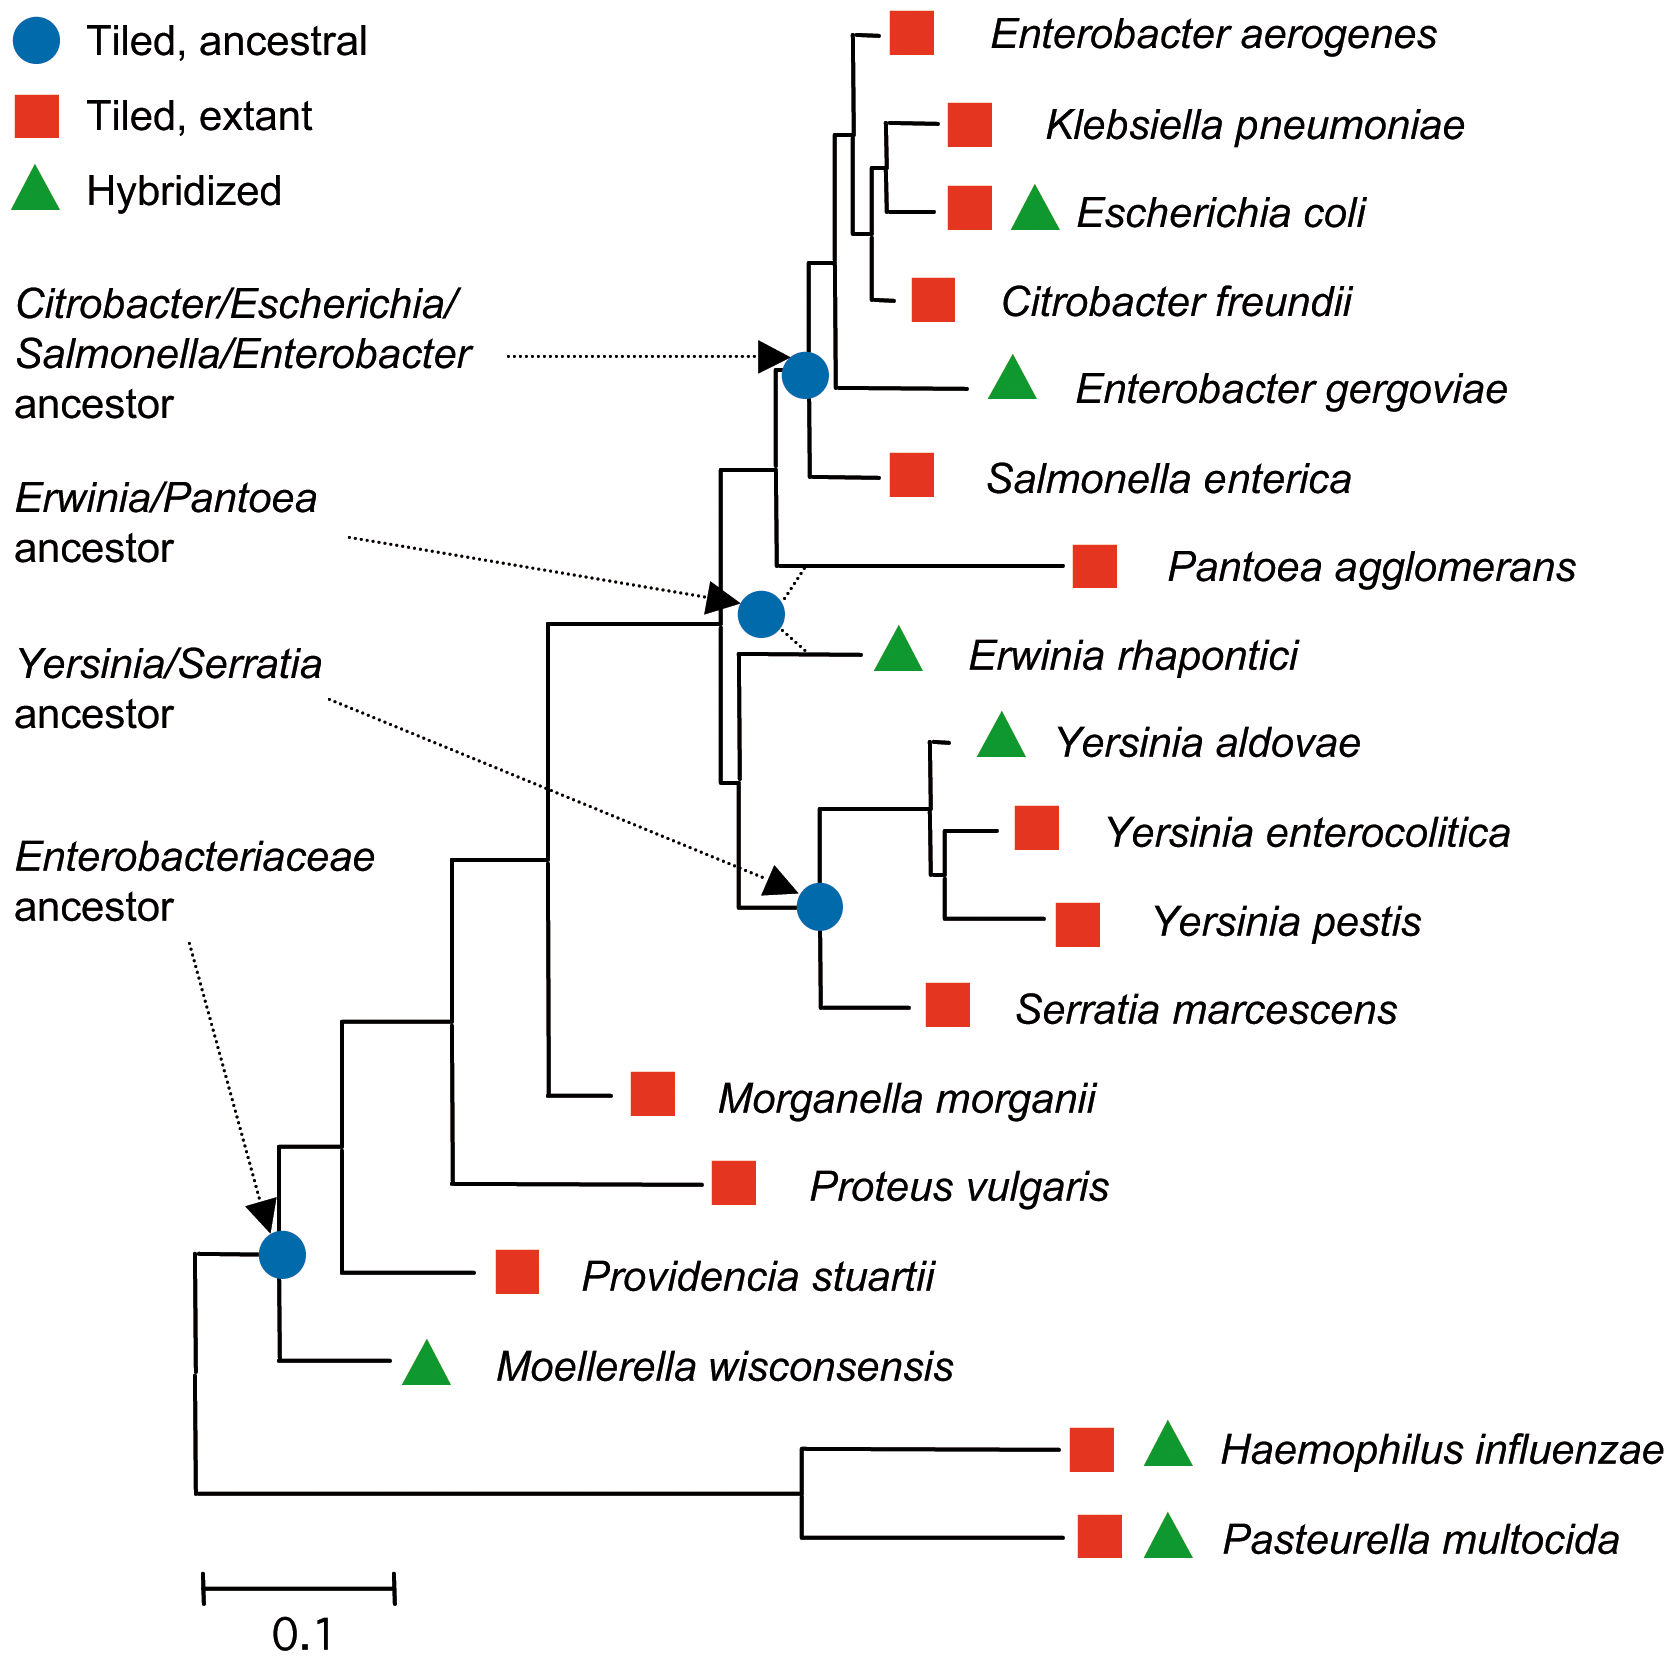 Tiled, ancestral
Tiled, extant
Hybridized
Citrobacter/Escherichia/
Salmonella/Enterobacter
ancestor
Erwinia/Pantoea
ancestor
Yersinia/Serratia
ancestor
Enterobacteriaceae
ancestor
Enterobacter aerogenes
Klebsiella pneumoniae
Escherichia coli
Citrobacter freundii
Enterobacter gergoviae
Salmonella enterica
Pantoea agglomerans
Erwinia rhapontici
Yersinia aldovae
Yersinia enterocolitica
Yersinia pestis
Serratia marcescens
Morganella morganii
Proteus vulgaris
Providencia stuartii
Moellerella wisconsensis
Haemophilus influenzae
Pasteurella multocida
0.1